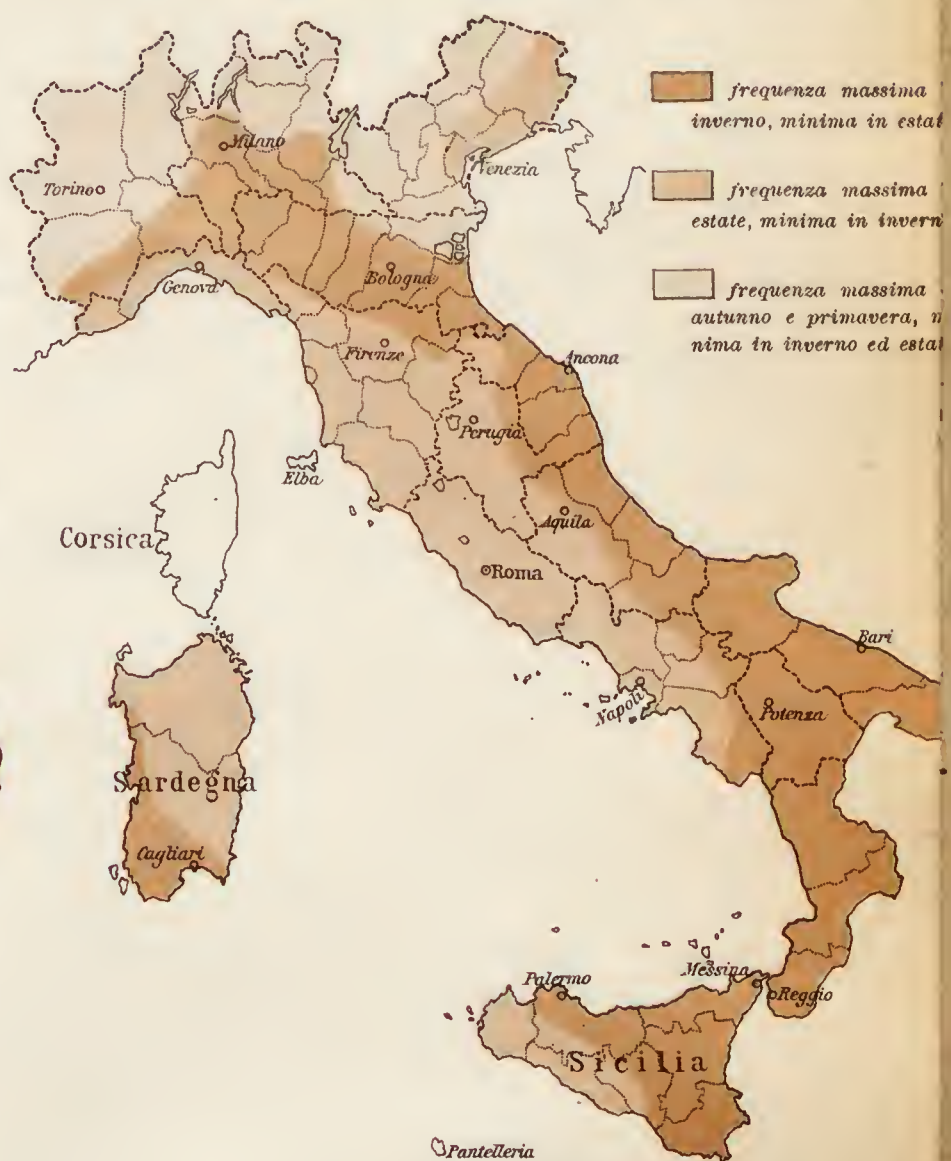 frequenza massima
inverno, minima in estat
frequenza massima
estate, minima in invern
frequenza massima
autunno e primavera, 
nima in inverno ed estat
Milano
Venezia
Torino
Genova
Bologna
Firenze
Ancona
Perugia
Elba
Aquila
Corsica
Roma
Bari
Napoli
Potenza
Sardegna
Cagliari
Messina
Palermo
Reggio
Sicilia
Pantelleria